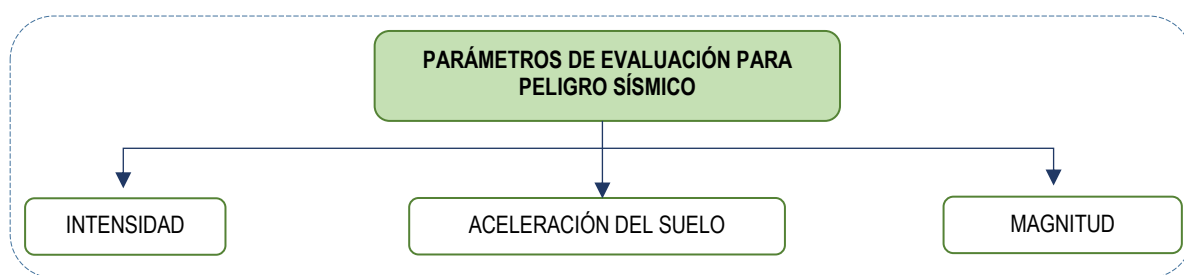 PARÁMETROS DE EVALUACIÓN PARA
PELIGRO SÍSMICO
INTENSIDAD
ACELERACIÓN DEL SUELO
MAGNITUD